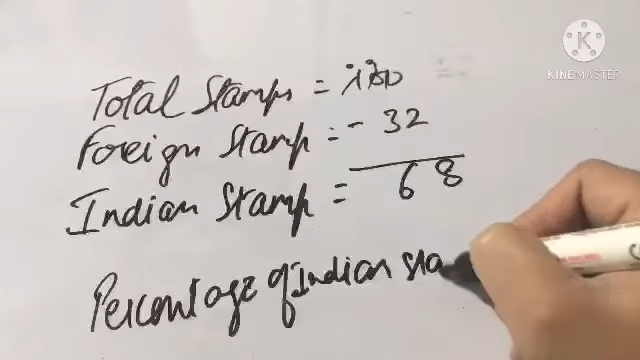 KINEMASTER
Total Stamps = 100
Foreign Stamp = - 32
Indian Stamp = 68
Percentage of Indian sta